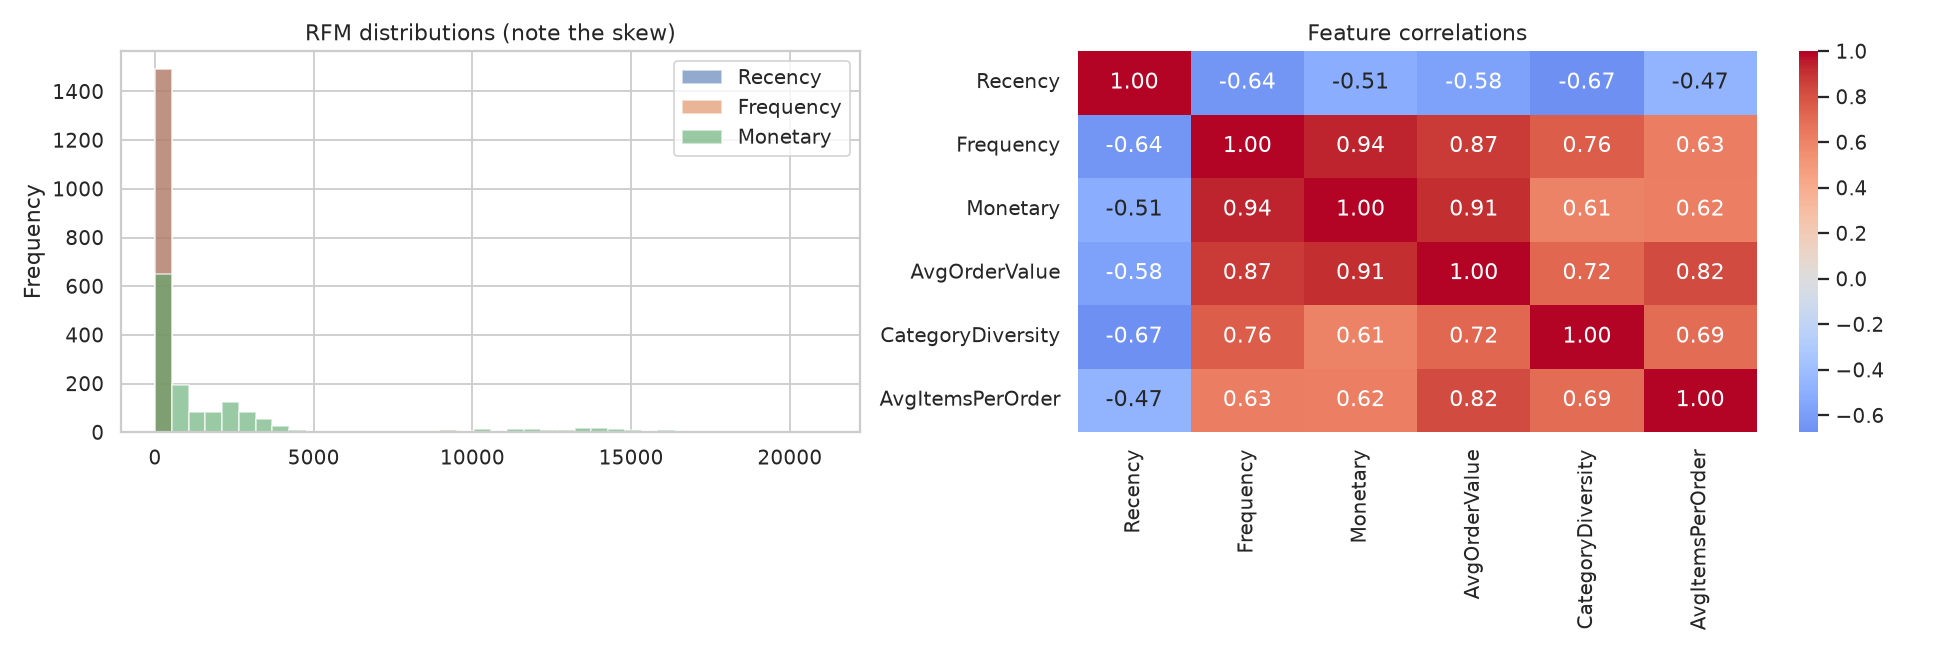 RFM distributions (note the skew)
Recency
Frequency
Monetary
Frequency
1400
1200
1000
800
600
400
200
0
0 5000 10000 15000 20000
Feature correlations
Recency 1.00 -0.64 -0.51 -0.58 -0.67 -0.47
Frequency -0.64 1.00 0.94 0.87 0.76 0.63
Monetary -0.51 0.94 1.00 0.91 0.61 0.62
AvgOrderValue -0.58 0.87 0.91 1.00 0.72 0.82
CategoryDiversity -0.67 0.76 0.61 0.72 1.00 0.69
AvgItemsPerOrder -0.47 0.63 0.62 0.82 0.69 1.00
Recency
Frequency
Monetary
AvgOrderValue
CategoryDiversity
AvgItemsPerOrder
1.0
0.8
0.6
0.4
0.2
0.0
−0.2
−0.4
−0.6